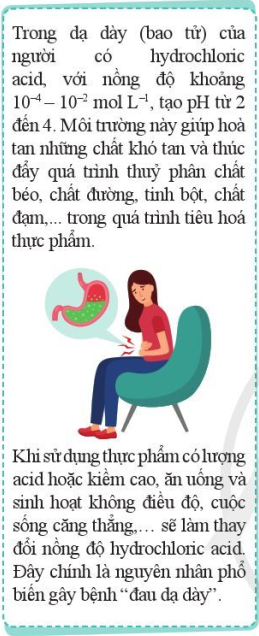 Trong dạ dày (bao tử) của
người có hydrochloric
acid, với nồng độ khoảng
10⁻⁴ – 10⁻² mol L⁻¹, tạo pH từ 2
đến 4. Môi trường này giúp hoà
tan những chất khó tan và thúc
đẩy quá trình thuỷ phân chất
béo, chất đường, tinh bột, chất
đạm,... trong quá trình tiêu hoá
thực phẩm.
Khi sử dụng thực phẩm có lượng
acid hoặc kiềm cao, ăn uống và
sinh hoạt không điều độ, cuộc
sống căng thẳng,... sẽ làm thay
đổi nồng độ hydrochloric acid.
Đây chính là nguyên nhân phổ
biến gây bệnh “đau dạ dày”.